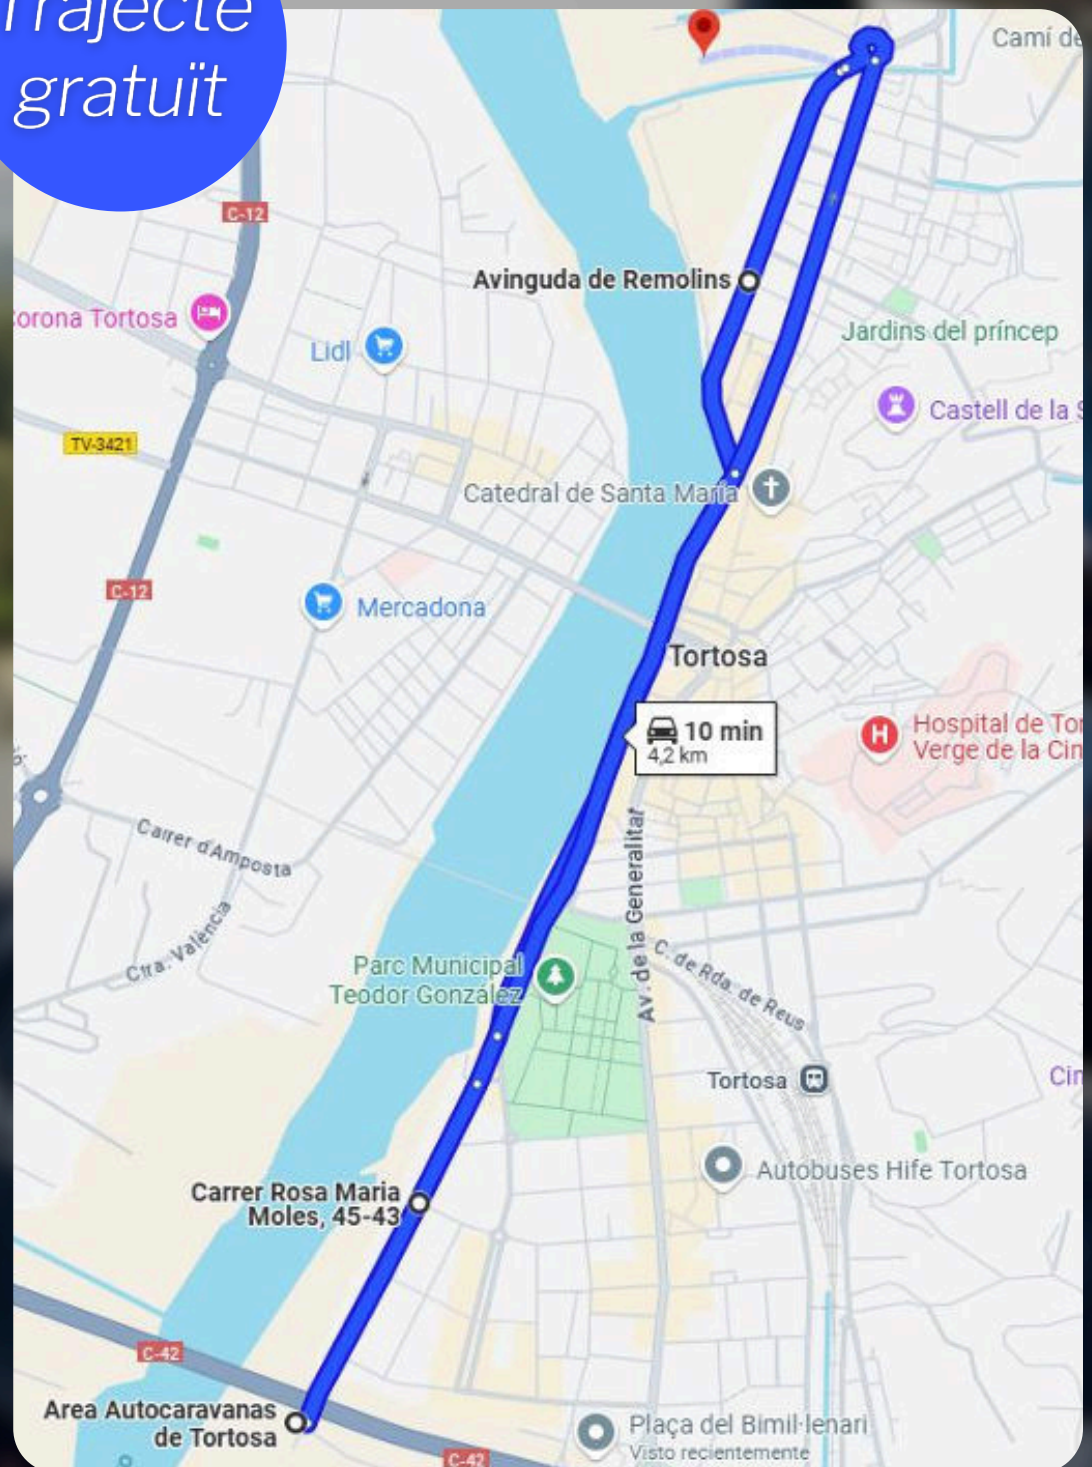 Trajecte
gratuït
Camí de
C-12
Avinguda de Remolins
Corona Tortosa
Lidl
Jardins del príncep
Castell de la S
TV-3421
Catedral de Santa María
C-12
Mercadona
Tortosa
10 min
4,2 km
Hospital de Tor
Verge de la Cin
Carrer d'Amposta
Av. de la Generalitat
Ctra. València
C. de Rda. de Reus
Parc Municipal
Teodor González
Tortosa
Cin
Autobuses Hife Tortosa
Carrer Rosa Maria
Moles, 45-43
C-42
Area Autocaravanas
de Tortosa
Plaça del Bimil·lenari
Visto recientemente
C-42